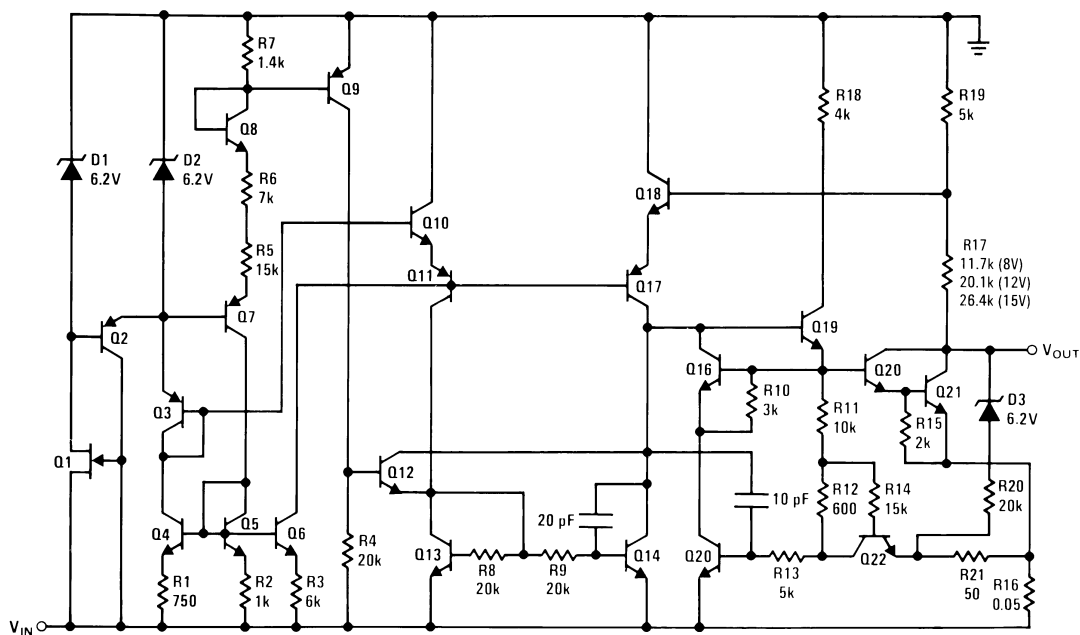 R7
1.4k
Q9
Q8
R18
4k
R19
5k
D1
6.2V
D2
6.2V
R6
7k
Q18
Q10
R5
15k
R17
11.7k (8V)
20.1k (12V)
26.4k (15V)
Q11
Q17
Q2
Q7
Q19
VOUT
Q16
Q20
Q21
R10
3k
D3
6.2V
Q3
R11
10k
R15
2k
Q1
Q12
10 pF
R12
600
R14
15k
R20
20k
Q4
Q5
Q6
R4
20k
20 pF
Q13
R8
20k
R9
20k
Q14
Q20
R13
5k
Q22
R21
50
R16
0.05
R1
750
R2
1k
R3
6k
VIN